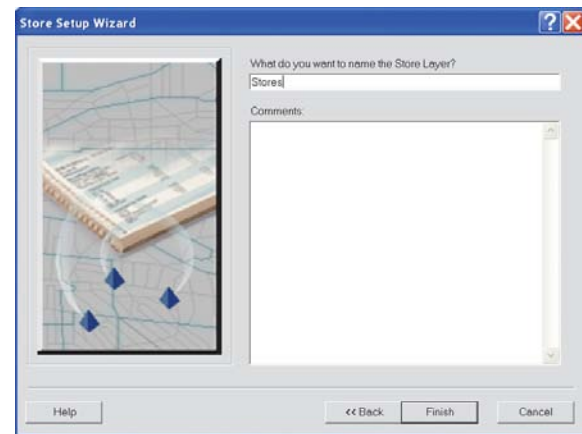 Store Setup Wizard
What do you want to name the Store Layer?
Stores
Comments:
Help
<< Back
Finish
Cancel